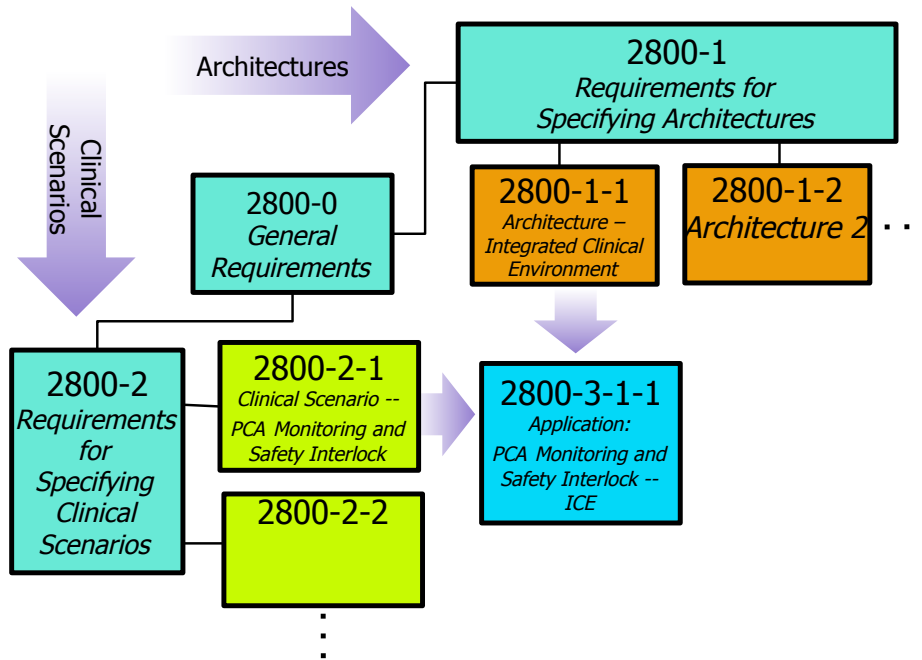 Architectures
Clinical
Scenarios
2800-1
Requirements for
Specifying Architectures
2800-0
General
Requirements
2800-1-1
Architecture –
Integrated Clinical
Environment
2800-1-2
Architecture 2
. .
2800-2
Requirements
for
Specifying
Clinical
Scenarios
2800-2-1
Clinical Scenario --
PCA Monitoring and
Safety Interlock
2800-3-1-1
Application:
PCA Monitoring and
Safety Interlock --
ICE
2800-2-2
.
.
.